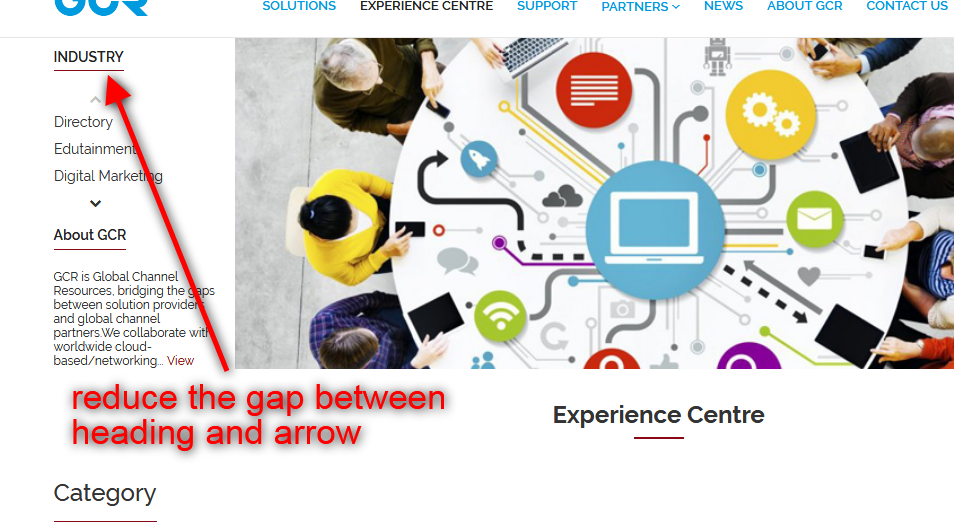 GCR
SOLUTIONS EXPERIENCE CENTRE SUPPORT PARTNERS NEWS ABOUT GCR CONTACT US
INDUSTRY
Directory
Edutainment
Digital Marketing
About GCR
GCR is Global Channel
Resources, bridging the gaps
between solution providers
and global channel
partners.We collaborate with
worldwide cloud-
based/networking... View
reduce the gap between
heading and arrow
Experience Centre
Category